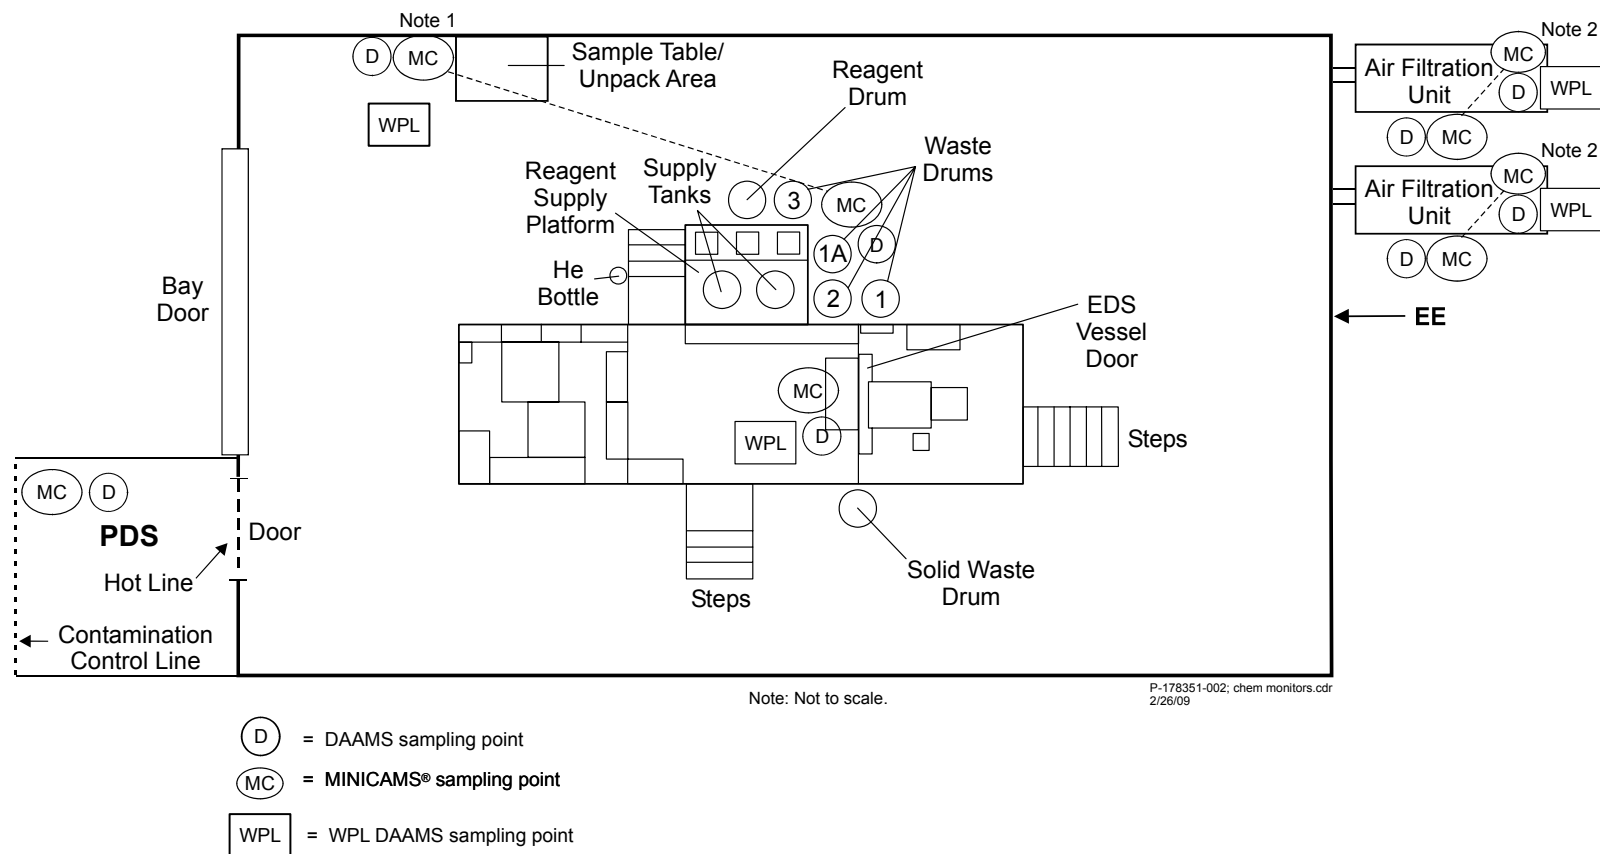 Note 1
D
MC
Sample Table/
Unpack Area
WPL
Reagent
Drum
Waste
Drums
Reagent
Supply
Platform
Supply
Tanks
3
MC
1A
D
2
1
He
Bottle
Bay
Door
EDS
Vessel
Door
MC
D
WPL
Steps
Steps
Solid Waste
Drum
Note 2
MC
Air Filtration
Unit
D
WPL
D
MC
Note 2
MC
Air Filtration
Unit
D
WPL
D
MC
EE
MC
D
PDS
Door
Hot Line
Contamination
Control Line
Note: Not to scale.
P-178351-002; chem monitors.cdr
2/26/09
D = DAAMS sampling point
MC = MINICAMS® sampling point
WPL = WPL DAAMS sampling point